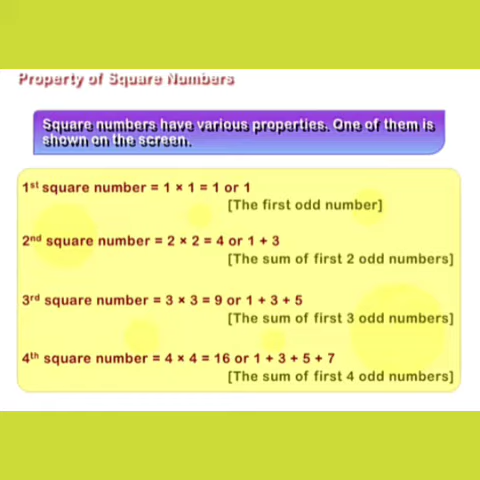 Property of Square Numbers
Square numbers have various properties. One of them is
shown on the screen.
1st square number = 1 × 1 = 1 or 1
[The first odd number]
2nd square number = 2 × 2 = 4 or 1 + 3
[The sum of first 2 odd numbers]
3rd square number = 3 × 3 = 9 or 1 + 3 + 5
[The sum of first 3 odd numbers]
4th square number = 4 × 4 = 16 or 1 + 3 + 5 + 7
[The sum of first 4 odd numbers]